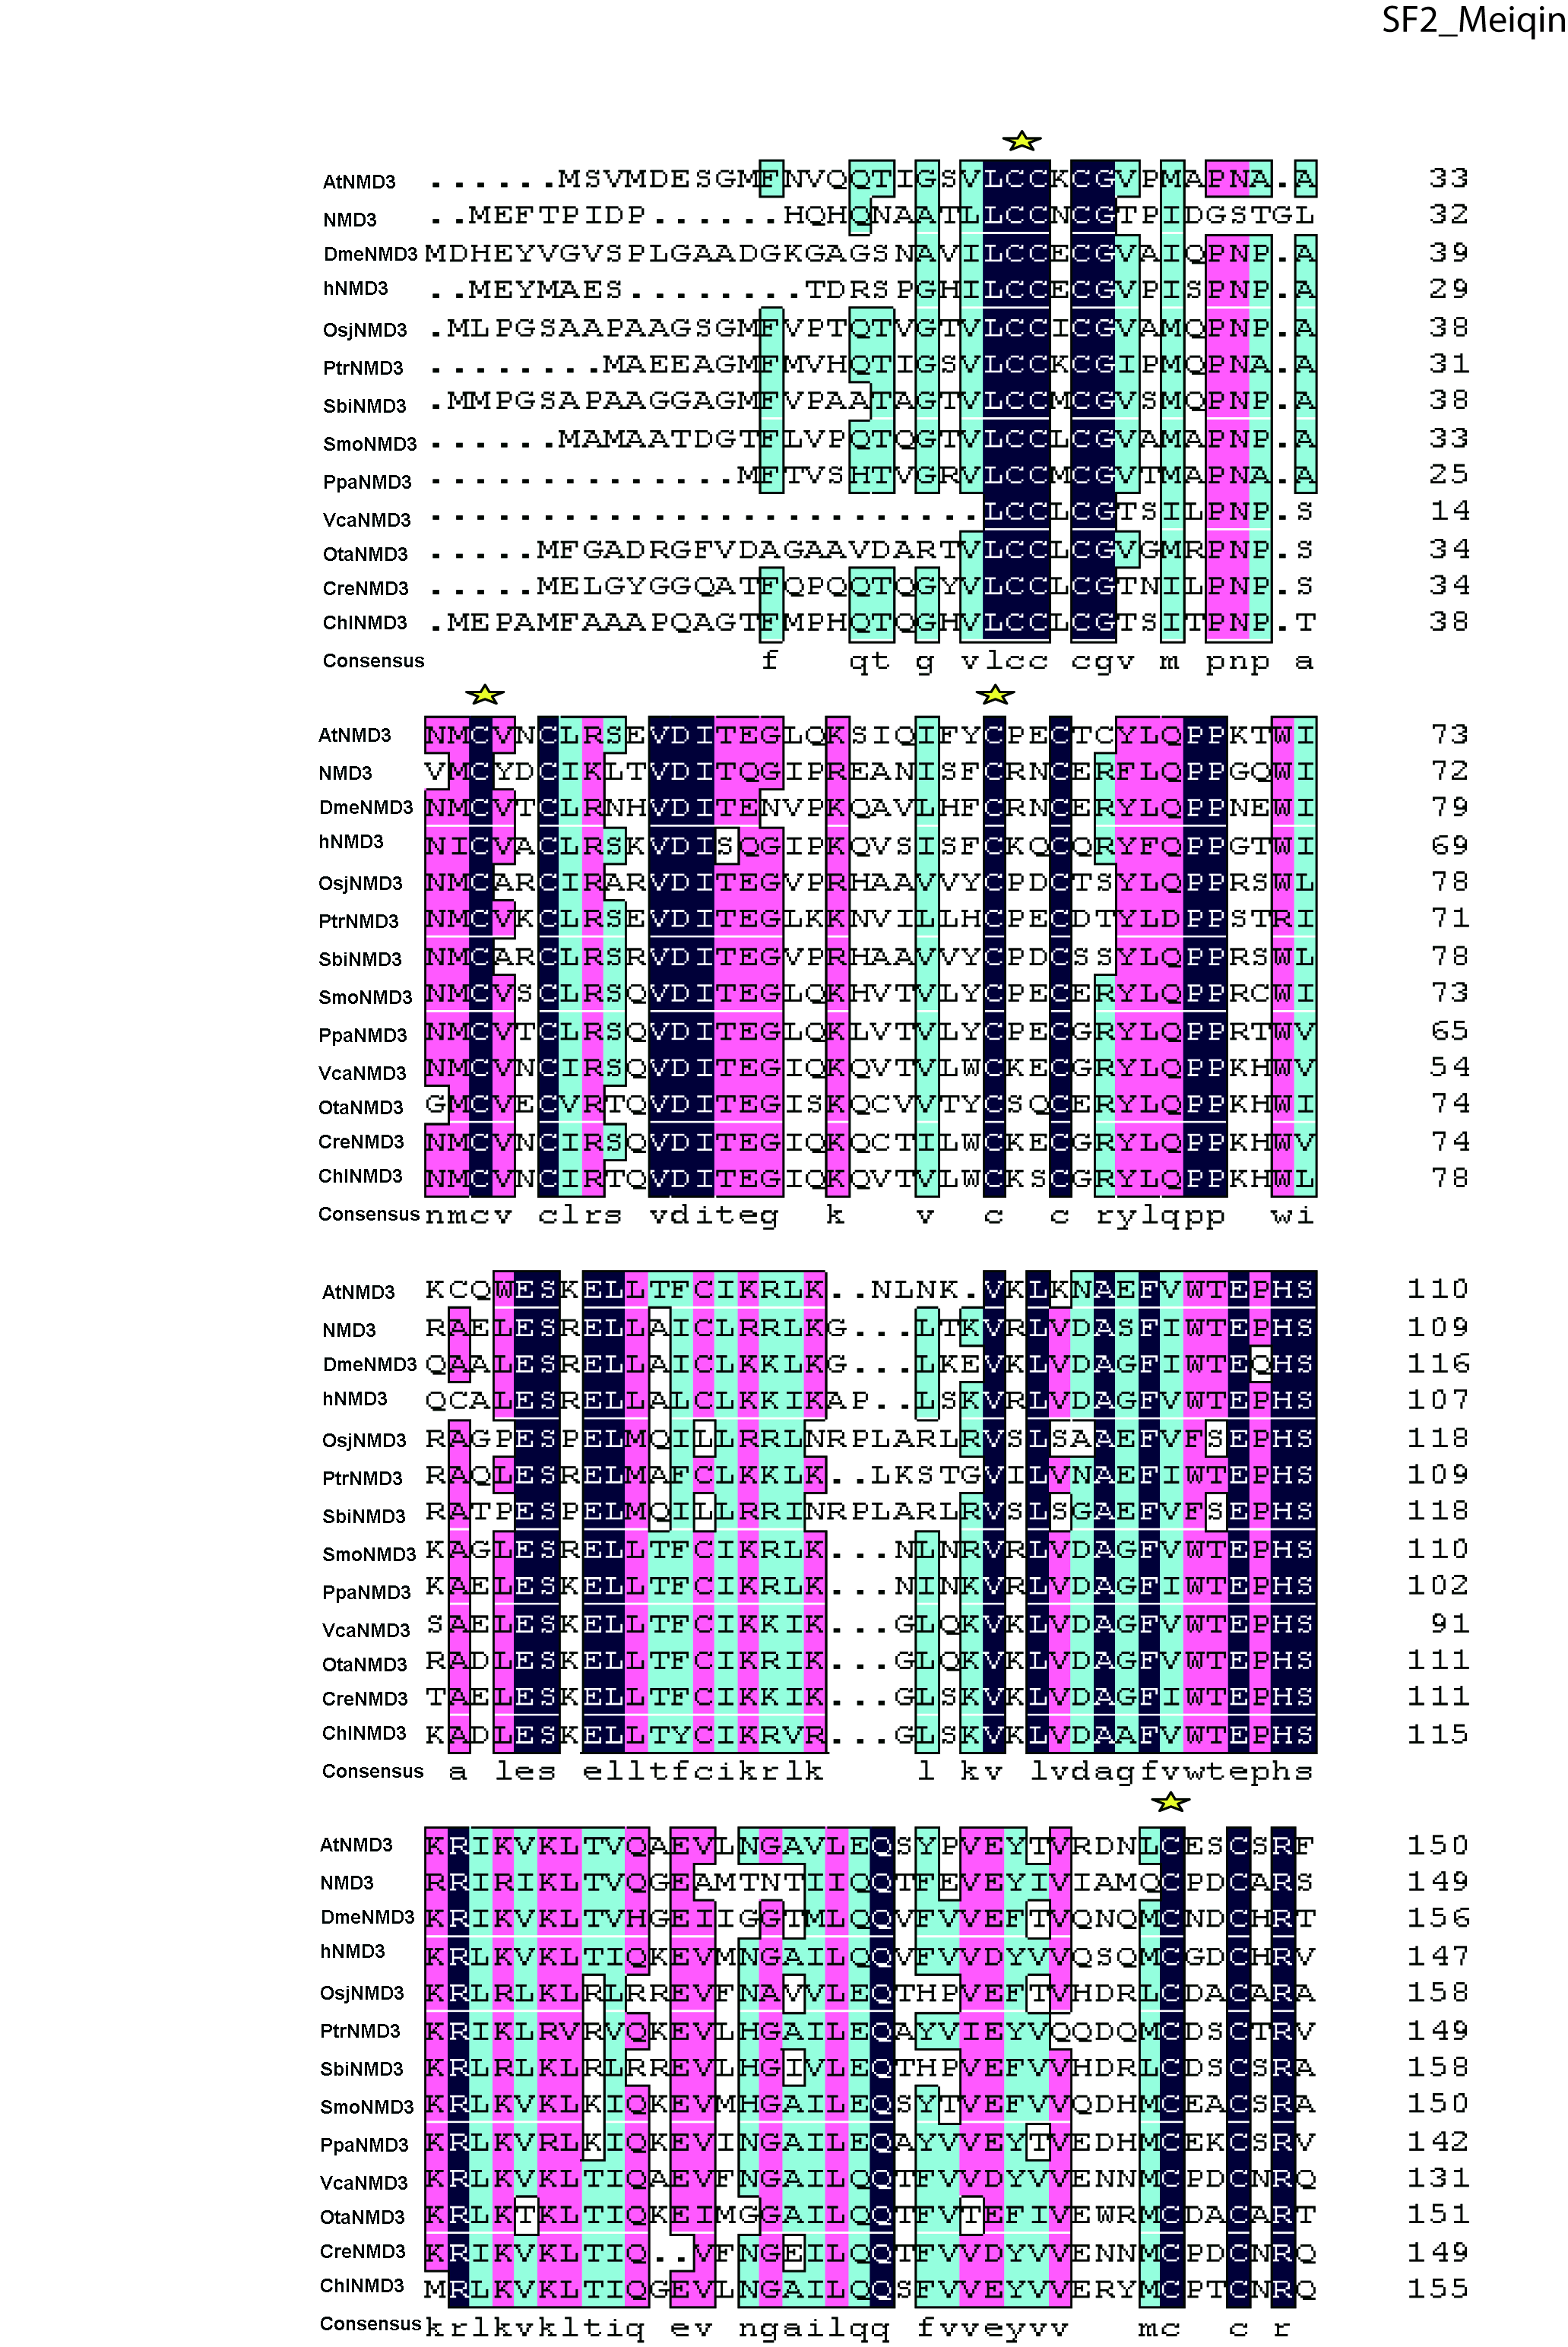 SF2_Meiqin
AtNMD3 ......MSVMDESGMFNVQQTIGSVLCCKCGVPMAPNA.A 33
NMD3 ..MEFTPIDP......HQHQNAATLLCCNCGTPIDGSTGL 32
DmeNMD3 MDHEYVGVSPLGAADGKGAGSNAVILCCECGVAIQPNP.A 39
hNMD3 ..MEYMAES........TDRSPGHILCCECGVPISPNP.A 29
OsjNMD3 .MLPGSAAPAAGSGMFVPTQTVGTVLCCICGVAMQPNP.A 38
PtrNMD3 ........MAEEAGMFMVHQTIGSVLCCKCGIPMQPNA.A 31
SbiNMD3 .MMPGSAPAAGGAGMFVPAATAGTVLCCMCGVSMQPNP.A 38
SmoNMD3 ......MAMAATDGTFLVPQTQGTVLCCLCGVAMAPNP.A 33
PpaNMD3 ..............MFTVSHTVGRVLCCMCGVTMAPNA.A 25
VcaNMD3 .........................LCCLCGTSILPNP.S 14
OtaNMD3 .....MFGADRGFVDAGAAVDARTVLCCLCGVGMRPNP.S 34
CreNMD3 .....MELGYGGQATFQPQQTQGYVLCCLCGTNILPNP.S 34
ChlNMD3 .MEPAMFAAAPQAGTFMPHQTQGHVLCCLCGTSITPNP.T 38
Consensus f qt g vlcc cgv m pnp a
AtNMD3 NMCVNCLRSEVDITEGLQKSIQIFYCPECTCYLQPPKTWI 73
NMD3 VMCYDCIKLTVDITQGIPREANISFCRNCERFLQPPGQWI 72
DmeNMD3 NMCVTCLRNHVDITENVPKQAVLHFCRNCERYLQPPNEWI 79
hNMD3 NICVACLRSKVDISQGIPKQVSISFCKQCQRYFQPPGTWI 69
OsjNMD3 NMCARCIRARVDITEGVPRHAAVVYCPDCTSYLQPPRSWL 78
PtrNMD3 NMCVKCLRSEVDITEGLKKNVILLHCPECDTYLDPPSTRI 71
SbiNMD3 NMCARCLRSRVDITEGVPRHAAVVYCPDCSSYLQPPRSWL 78
SmoNMD3 NMCVSCLRSQVDITEGLQKHVTVLYCPECERYLQPPRCWI 73
PpaNMD3 NMCVTCLRSQVDITEGLQKLVTVLYCPECGRYLQPPRTWV 65
VcaNMD3 NMCVNCIRSQVDITEGIQKQVTVLWCKECGRYLQPPKHWV 54
OtaNMD3 GMCVECVRTQVDITEGISKQCVVTYCSQCERYLQPPKHWI 74
CreNMD3 NMCVNCIRSQVDITEGIQKQCTILWCKECGRYLQPPKHWV 74
ChlNMD3 NMCVNCIRTQVDITEGIQKQVTVLWCKSCGRYLQPPKHWL 78
Consensus nmcv clrs vditeg k v c c rylqpp wi
AtNMD3 KCQWESKELLTFCIKRLK..NLNK.VKLKNAEFVWTEPHS 110
NMD3 RAELESRELLAICLRRLKG...LTKVRLVDASFIWTEPHS 109
DmeNMD3 QAALESRELLAICLKKLKG...LKEVKLVDAGFIWTEQHS 116
hNMD3 QCALESRELLALCLKKIKAP..LSKVRLVDAGFVWTEPHS 107
OsjNMD3 RAGPESPELMQILLRRLNRPLARLRVSLSAAEFVFSEPHS 118
PtrNMD3 RAQLESRELMAFCLKKLK..LKSTGVILVNAEFIWTEPHS 109
SbiNMD3 RATPESPELMQILLRRINRPLARLRVSLSGAEFVFSEPHS 118
SmoNMD3 KAGLESRELLTFCIKRLK...NLNRVRLVDAGFVWTEPHS 110
PpaNMD3 KAELESKELLTFCIKRLK...NINKVRLVDAGFIWTEPHS 102
VcaNMD3 SAELESKELLTFCIKKIK...GLQKVKLVDAGFVWTEPHS 91
OtaNMD3 RADLESKELLTFCIKRIK...GLQKVKLVDAGFVWTEPHS 111
CreNMD3 TAELESKELLTFCIKKIK...GLSKVKLVDAGFIWTEPHS 111
ChlNMD3 KADLESKELLTYCIKRVR...GLSKVKLVDAAFVWTEPHS 115
Consensus a les elltfcikrlk l kv lvdagfvwtephs
AtNMD3 KRIKVKLTVQAEVLNGAVLEQSYPVEYTVRDNLCESCSRF 150
NMD3 RRIRIKLTVQGEAMTNTIIQQTFEVEYIVIAMQCPDCARS 149
DmeNMD3 KRIKVKLTVHGEIIGGTMLQQVFVVEFTVQNQMCNDCHRT 156
hNMD3 KRLKVKLTIQKEVMNGAILQQVFVVDYVVQSQMCGDCHRV 147
OsjNMD3 KRLRLKLRLRREVFNAVVLEQTHPVEFTVHDRLCDACARA 158
PtrNMD3 KRIKLRVRVQKEVLHGAILEQAYVIEYVQQDQMCDSCTRV 149
SbiNMD3 KRLRLKLRLRREVLHGIVLEQTHPVEFVVHDRLCDSCSRA 158
SmoNMD3 KRLKVKLKIQKEVMHGAILEQSYTVEFVVQDHMCEACSRA 150
PpaNMD3 KRLKVRLKIQKEVINGAILEQAYVVEYTVEDHMCEKCSRV 142
VcaNMD3 KRLKVKLTIQAEVFNGAILQQTFVVDYVVENNMCPDCNRQ 131
OtaNMD3 KRLKTKLTIQKEIMGGAILQQTFVTEFIVEWRMCDACART 151
CreNMD3 KRIKVKLTIQ..VFNGEILQQTFVVDYVVENNMCPDCNRQ 149
ChlNMD3 MRLKVKLTIQGEVLNGAILQQSFVVEYVVERYMCPTCNRQ 155
Consensus krlkvkltiq ev ngailqq fvveyvv mc c r